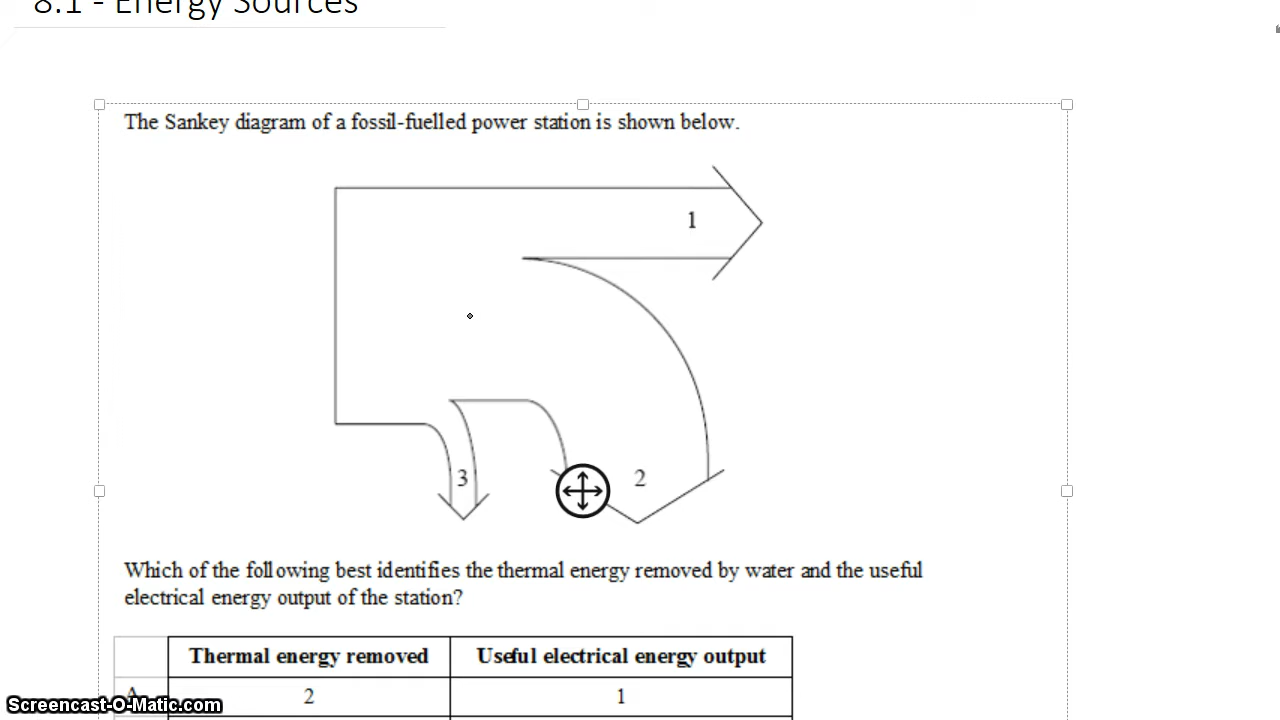 8.1 - Energy Sources
The Sankey diagram of a fossil-fuelled power station is shown below.
1
3
2
Which of the following best identifies the thermal energy removed by water and the useful
electrical energy output of the station?
Thermal energy removed Useful electrical energy output
A 2 1
Screencast-O-Matic.com